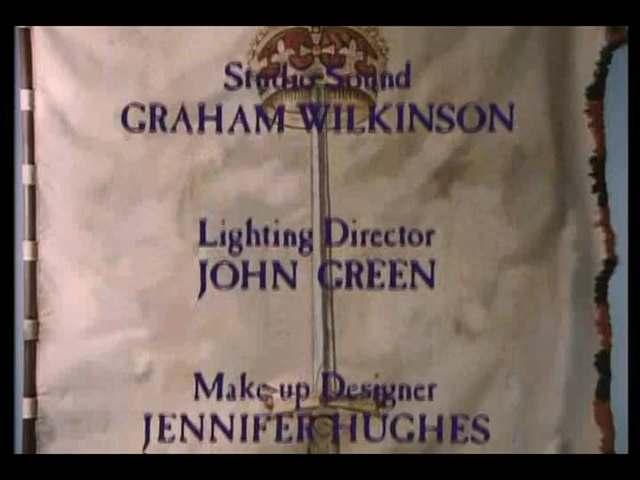 Studio Sound
GRAHAM WILKINSON
Lighting Director
JOHN GREEN
Make-up Designer
JENNIFER HUGHES